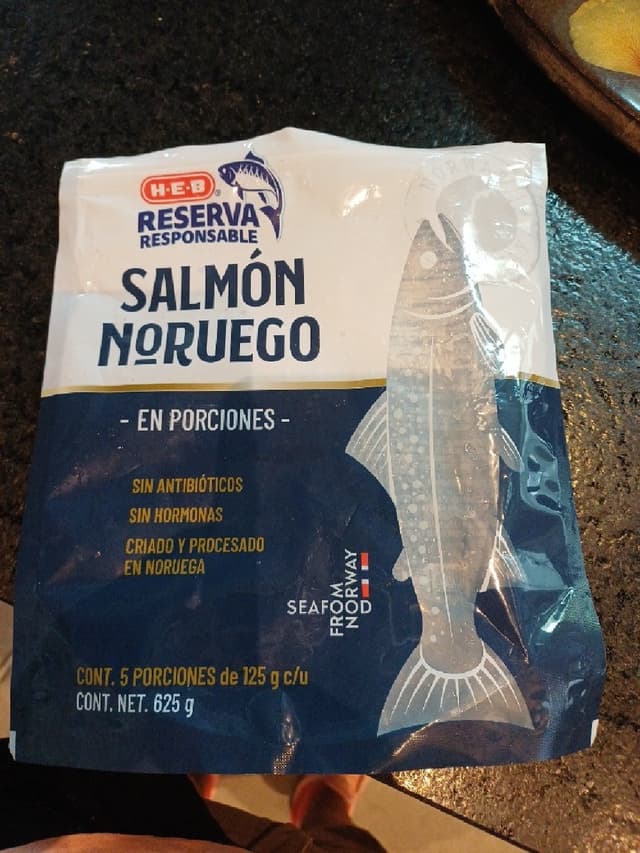 H-E-B®
RESERVA
RESPONSABLE
SALMÓN
NORUEGO
- EN PORCIONES -
SIN ANTIBIÓTICOS
SIN HORMONAS
CRIADO Y PROCESADO
EN NORUEGA
SEAFOOD
FROM
NORWAY
CONT. 5 PORCIONES de 125 g c/u
CONT. NET. 625 g